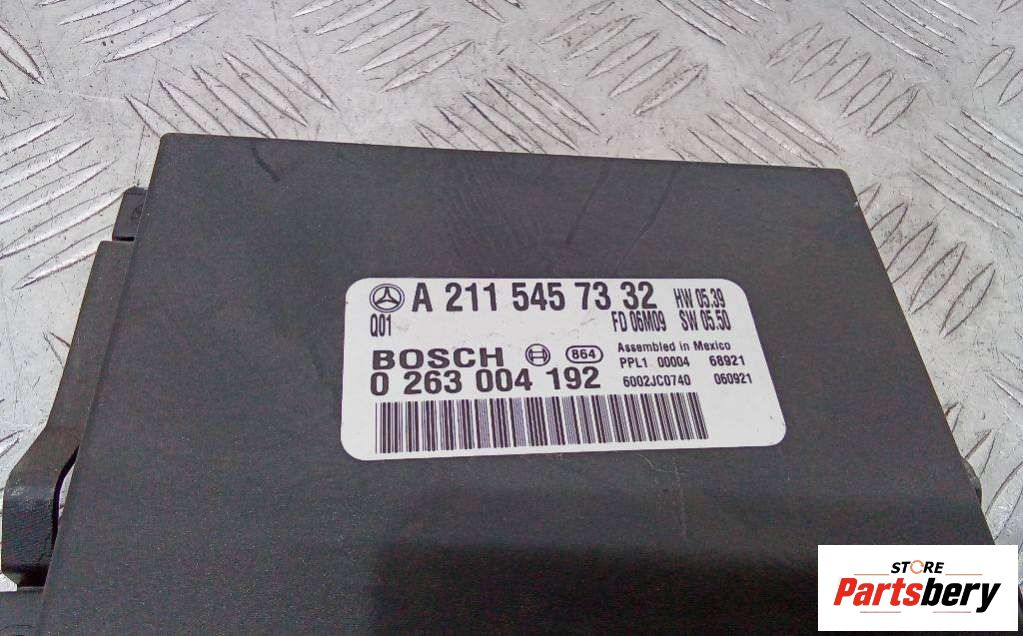 A 211 545 73 32 HW 05.39
Q01 FD 06M09 SW 05.50
BOSCH 864 Assembled in Mexico
PPL1 00004 68921
0 263 004 192 6002JC0740 060921
STORE
Partsbery